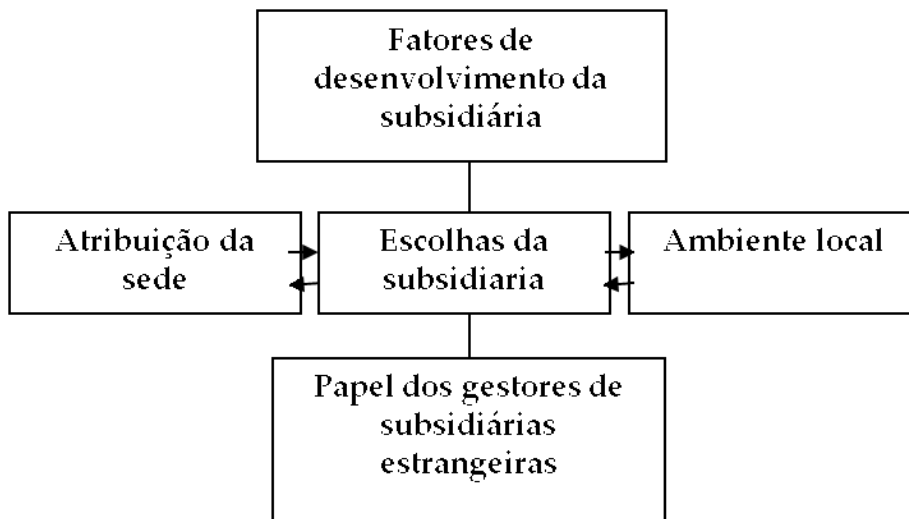 Fatores de
desenvolvimento da
subsidiária
Atribuição da
sede
Escolhas da
subsidiaria
Ambiente local
Papel dos gestores de
subsidiárias
estrangeiras